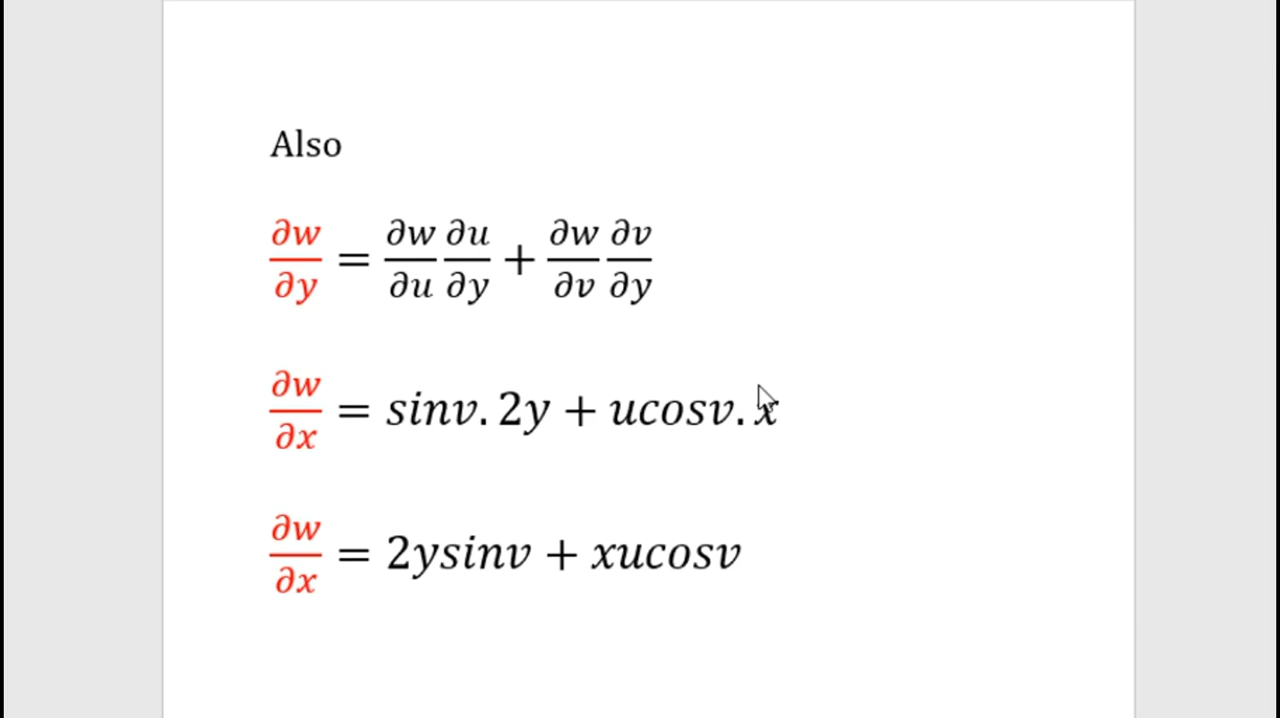 Also
∂w/∂y = ∂w/∂u ∂u/∂y + ∂w/∂v ∂v/∂y
∂w/∂x = sinv. 2y + ucosv. x
∂w/∂x = 2ysinv + xucosv